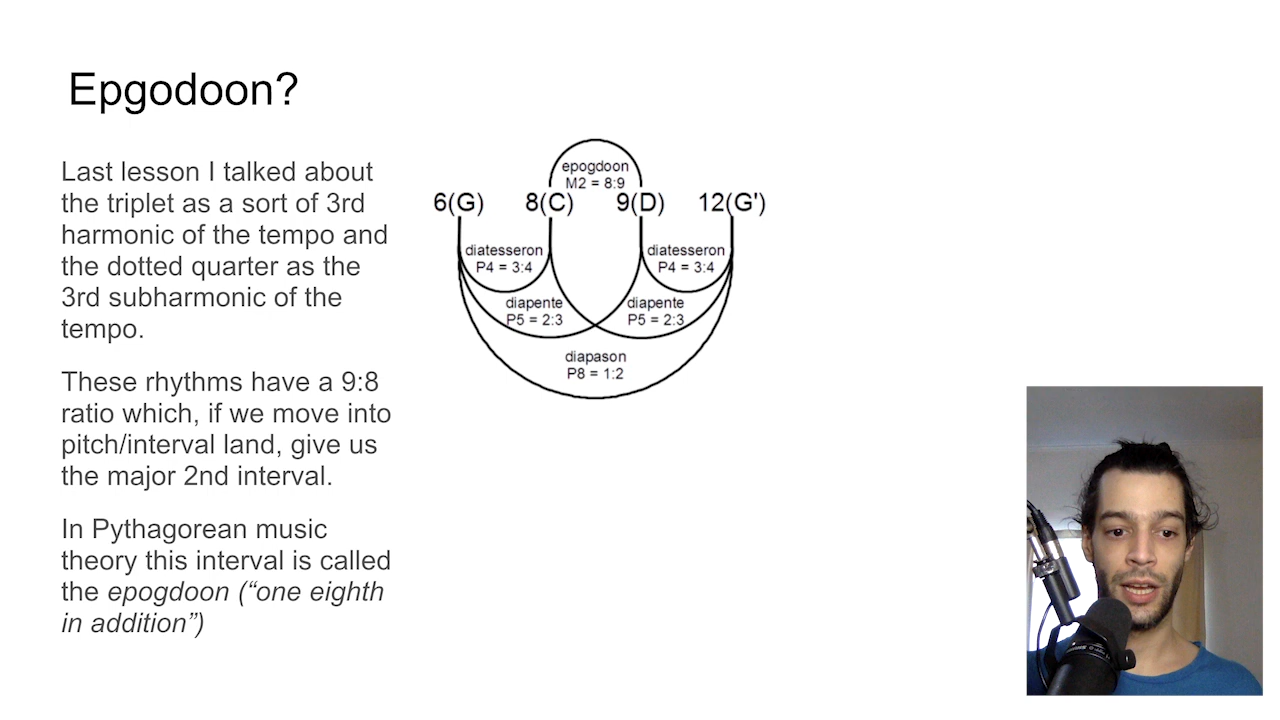 Epgodoon?
Last lesson I talked about
the triplet as a sort of 3rd
harmonic of the tempo and
the dotted quarter as the
3rd subharmonic of the
tempo.
These rhythms have a 9:8
ratio which, if we move into
pitch/interval land, give us
the major 2nd interval.
In Pythagorean music
theory this interval is called
the epogdoon (“one eighth
in addition”)
epogdoon
M2 = 8:9
6(G) 8(C) 9(D) 12(G')
diatesseron diatesseron
P4 = 3:4 P4 = 3:4
diapente diapente
P5 = 2:3 P5 = 2:3
diapason
P8 = 1:2